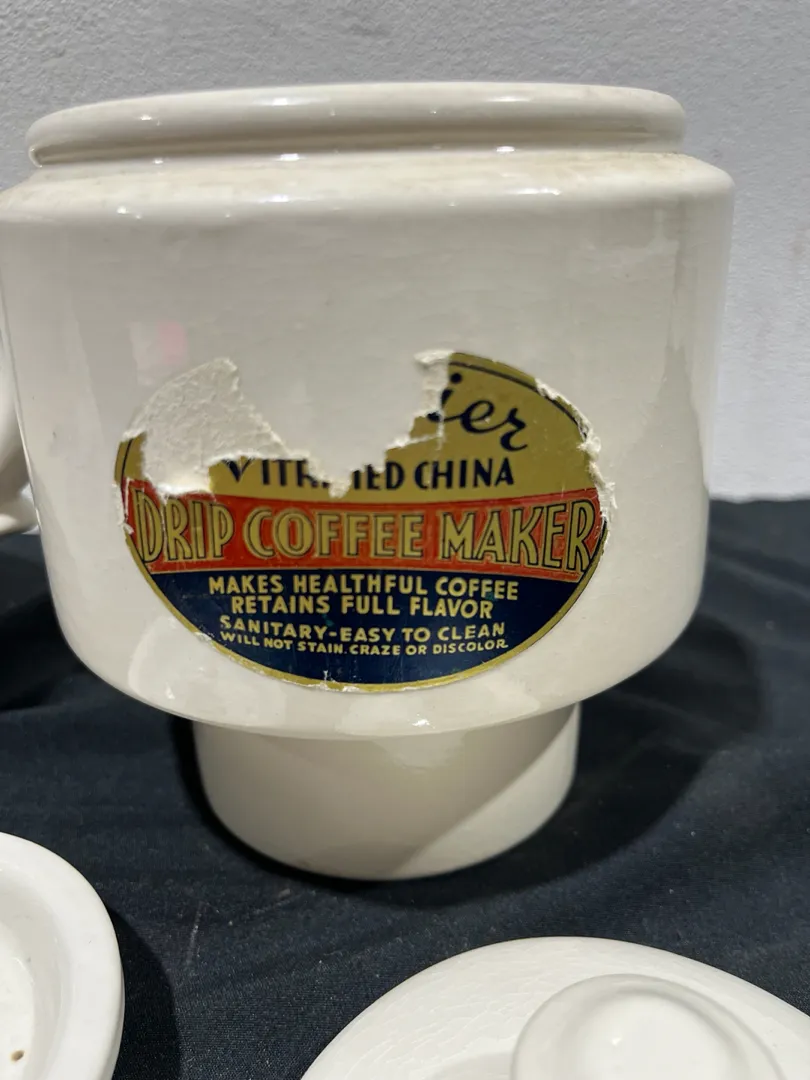 ier
VITRIFIED CHINA
DRIP COFFEE MAKER
MAKES HEALTHFUL COFFEE
RETAINS FULL FLAVOR
SANITARY-EASY TO CLEAN
WILL NOT STAIN. CRAZE OR DISCOLOR